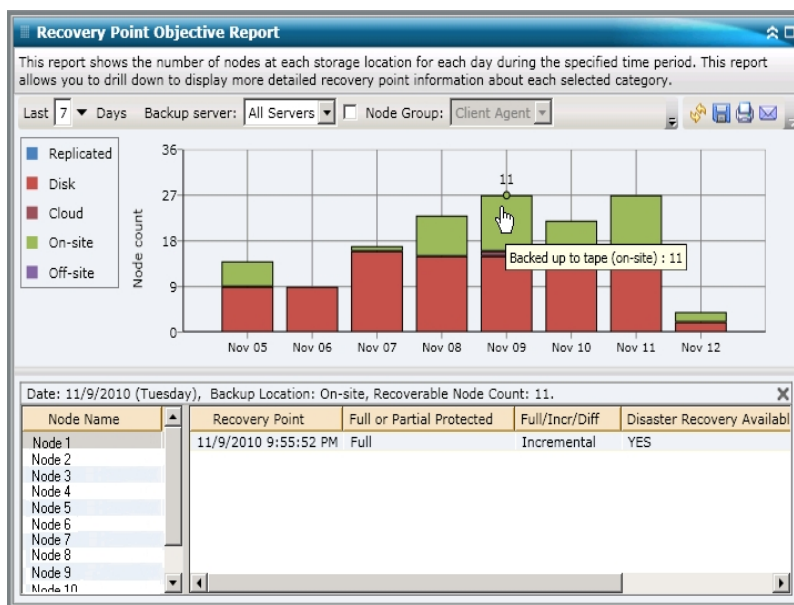 Recovery Point Objective Report
This report shows the number of nodes at each storage location for each day during the specified time period. This report
allows you to drill down to display more detailed recovery point information about each selected category.
Last 7 Days Backup server: All Servers Node Group: Client Agent
Replicated
Disk
Cloud
On-site
Off-site
Node count
36
27
18
9
0
11
Backed up to tape (on-site) : 11
Nov 05 Nov 06 Nov 07 Nov 08 Nov 09 Nov 10 Nov 11 Nov 12
Date: 11/9/2010 (Tuesday), Backup Location: On-site, Recoverable Node Count: 11.
Node Name Recovery Point Full or Partial Protected Full/Incr/Diff Disaster Recovery Availabl
Node 1 11/9/2010 9:55:52 PM Full Incremental YES
Node 2
Node 3
Node 4
Node 5
Node 6
Node 7
Node 8
Node 9
Node 10